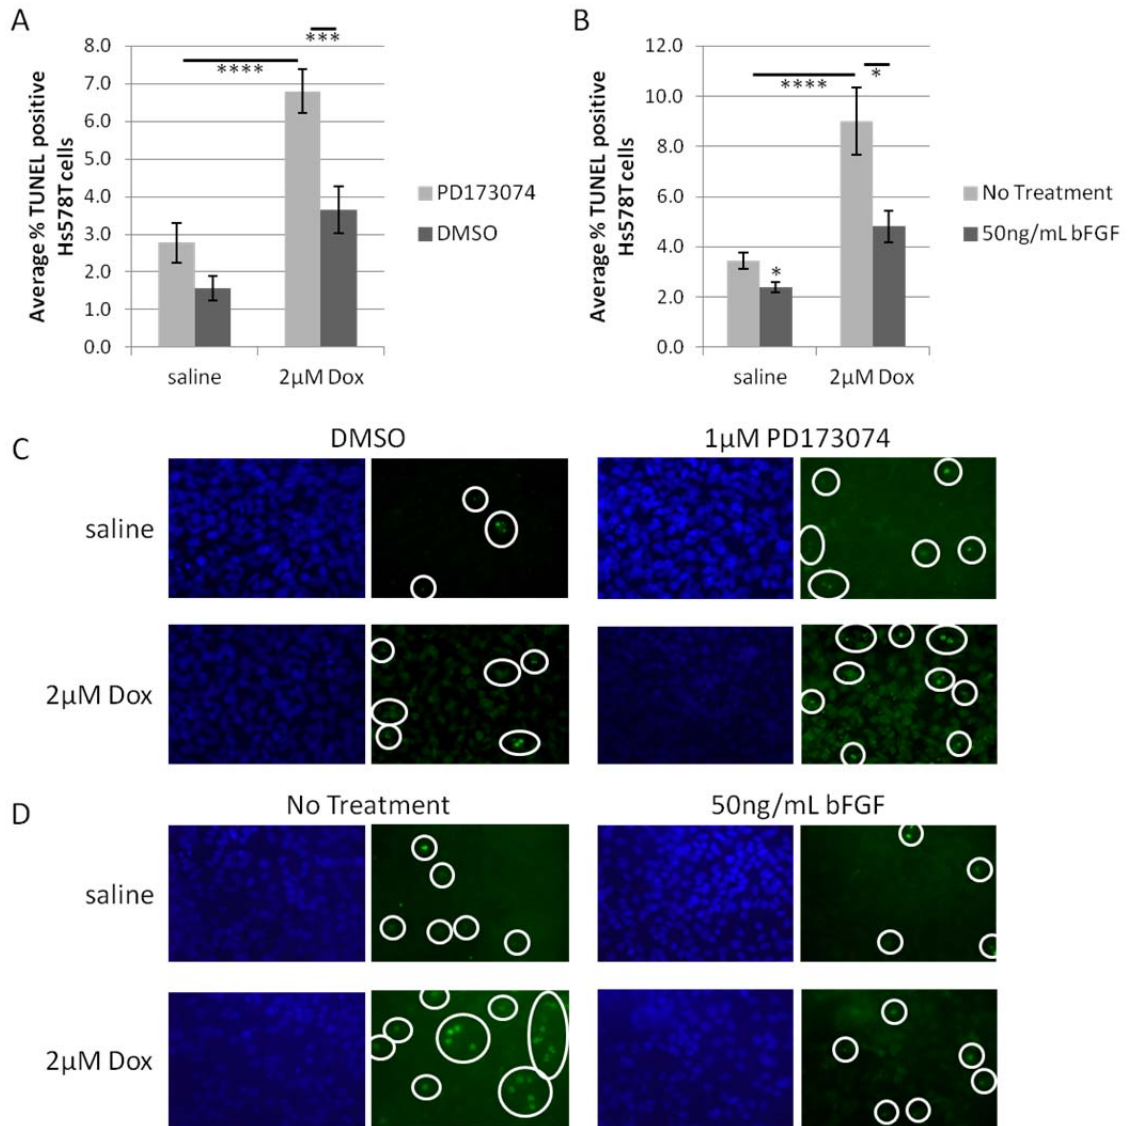 A
B
***
****
8.0
7.0
6.0
5.0
4.0
3.0
2.0
1.0
0.0
Average % TUNEL positive
Hs578T cells
saline
2µM Dox
PD173074
DMSO
*
****
*
12.0
10.0
8.0
6.0
4.0
2.0
0.0
Average % TUNEL positive
Hs578T cells
saline
2µM Dox
No Treatment
50ng/mL bFGF
C
DMSO
1µM PD173074
saline
2µM Dox
D
No Treatment
50ng/mL bFGF
saline
2µM Dox